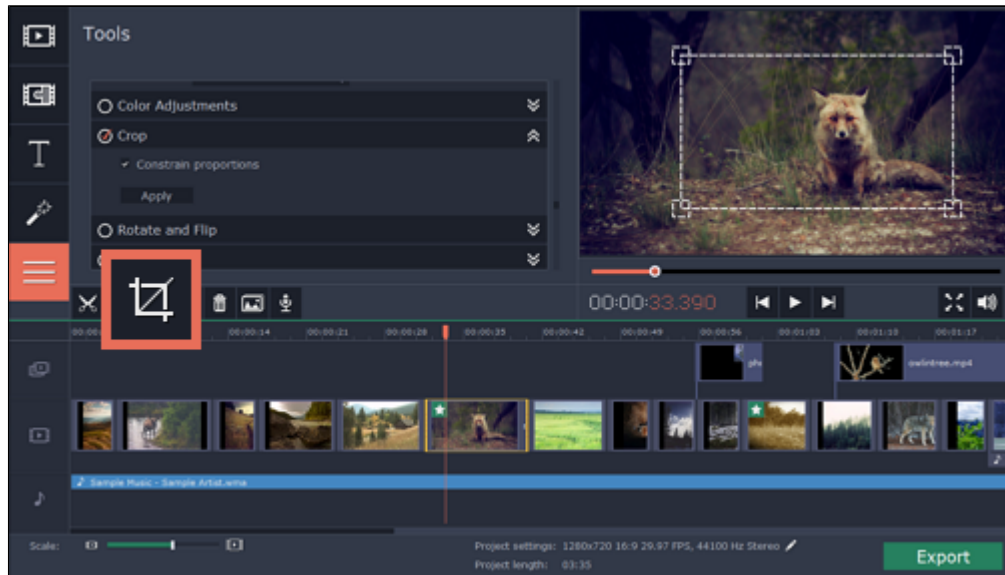 Tools
Color Adjustments
Crop
Constrain proportions
Apply
Rotate and Flip
00:00:33.390
00:00:14 00:00:21 00:00:28 00:00:35 00:00:42 00:00:49 00:00:56 00:01:03 00:01:10 00:01:17
owlintree.mp4
Sample Music - Sample Artist.wma
Scale:
Project settings: 1280x720 16:9 29.97 FPS, 44100 Hz Stereo
Project length: 03:35
Export